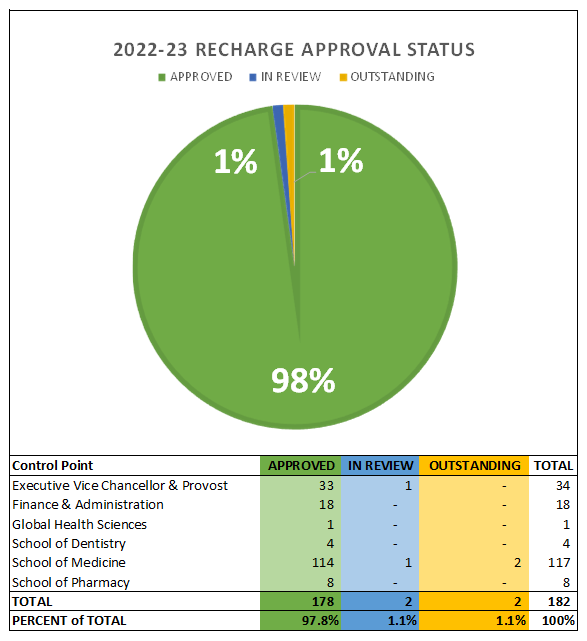 2022-23 RECHARGE APPROVAL STATUS
APPROVED IN REVIEW OUTSTANDING
1% 1%
98%
Control Point APPROVED IN REVIEW OUTSTANDING TOTAL
Executive Vice Chancellor & Provost 33 1 - 34
Finance & Administration 18 - - 18
Global Health Sciences 1 - - 1
School of Dentistry 4 - - 4
School of Medicine 114 1 2 117
School of Pharmacy 8 - - 8
TOTAL 178 2 2 182
PERCENT of TOTAL 97.8% 1.1% 1.1% 100%